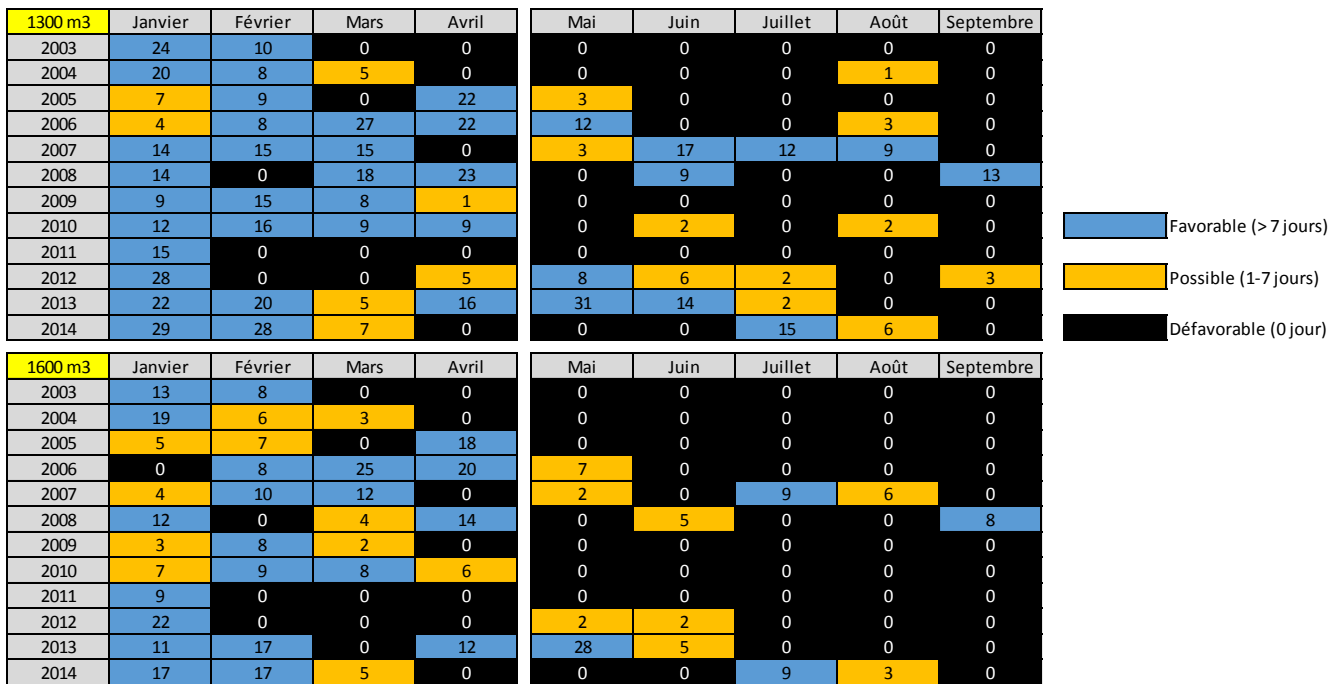 1300 m3 Janvier Février Mars Avril Mai Juin Juillet Août Septembre
2003 24 10 0 0 0 0 0 0 0
2004 20 8 5 0 0 0 0 1 0
2005 7 9 0 22 3 0 0 0 0
2006 4 8 27 22 12 0 0 3 0
2007 14 15 15 0 3 17 12 9 0
2008 14 0 18 23 0 9 0 0 13
2009 9 15 8 1 0 0 0 0 0
2010 12 16 9 9 0 2 0 2 0 Favorable (> 7 jours)
2011 15 0 0 0 0 0 0 0 0
2012 28 0 0 5 8 6 2 0 3 Possible (1-7 jours)
2013 22 20 5 16 31 14 2 0 0
2014 29 28 7 0 0 0 15 6 0 Défavorable (0 jour)
1600 m3 Janvier Février Mars Avril Mai Juin Juillet Août Septembre
2003 13 8 0 0 0 0 0 0 0
2004 19 6 3 0 0 0 0 0 0
2005 5 7 0 18 0 0 0 0 0
2006 0 8 25 20 7 0 0 0 0
2007 4 10 12 0 2 0 9 6 0
2008 12 0 4 14 0 5 0 0 8
2009 3 8 2 0 0 0 0 0 0
2010 7 9 8 6 0 0 0 0 0
2011 9 0 0 0 0 0 0 0 0
2012 22 0 0 0 2 2 0 0 0
2013 11 17 0 12 28 5 0 0 0
2014 17 17 5 0 0 0 9 3 0